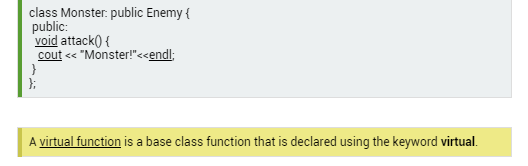 class Monster: public Enemy {
public:
void attack() {
cout << "Monster!"<<endl;
}
};
A virtual function is a base class function that is declared using the keyword virtual.